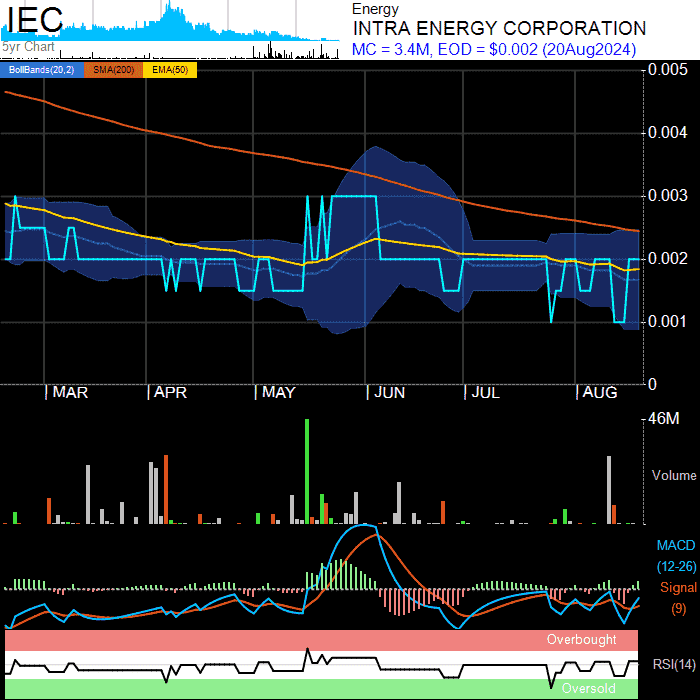 IEC
5yr Chart
Energy
INTRA ENERGY CORPORATION
MC = 3.4M, EOD = $0.002 (20Aug2024)
BollBands(20,2) SMA(200) EMA(50)
0.005
0.004
0.003
0.002
0.001
0
MAR APR MAY JUN JUL AUG
46M
Volume
MACD
(12-26)
Signal
(9)
Overbought
RSI(14)
Oversold